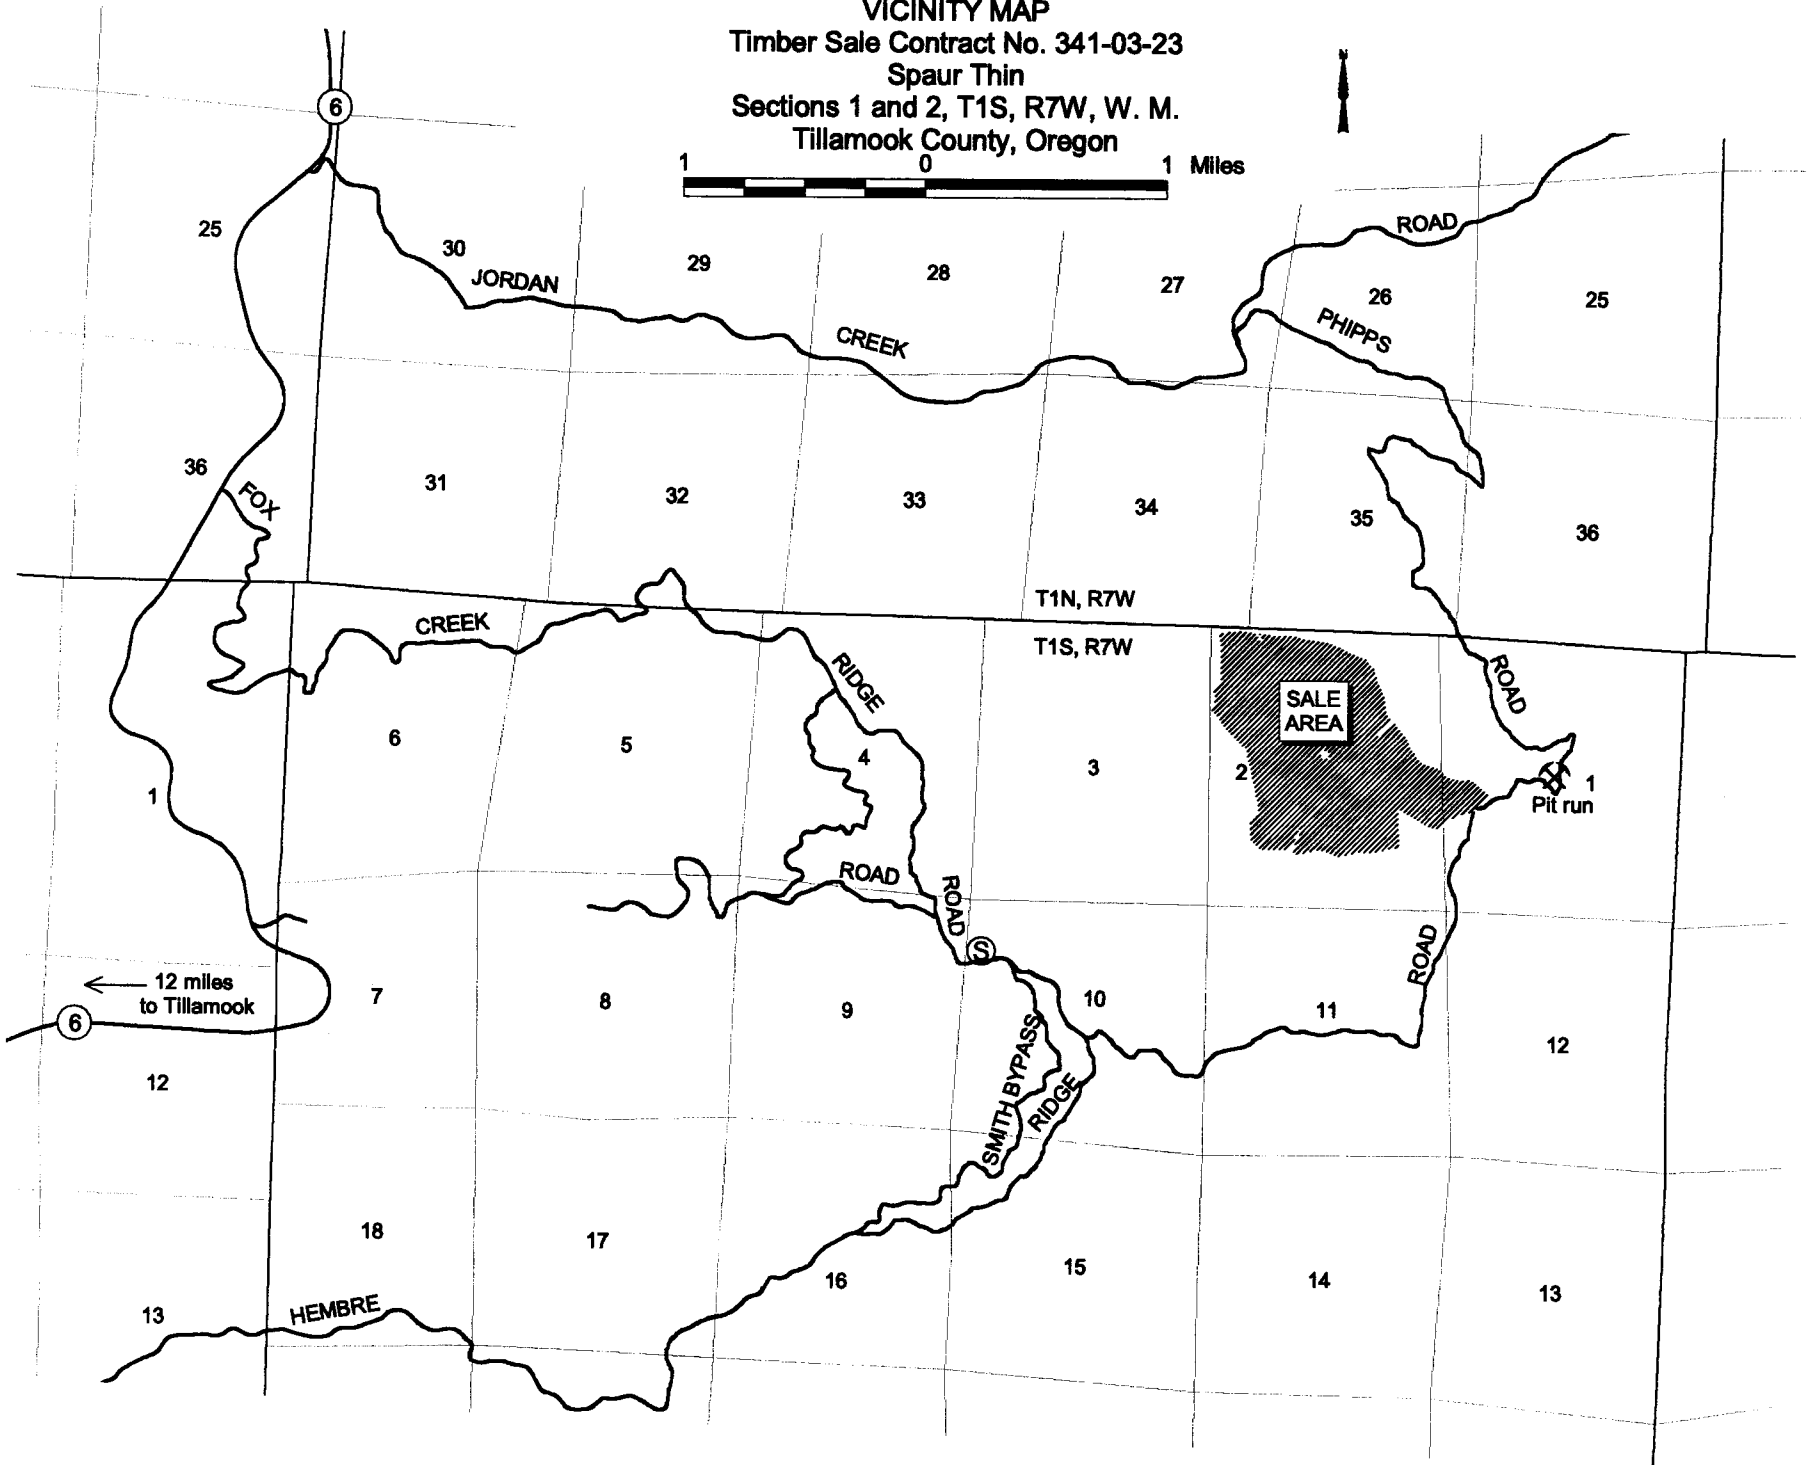 VICINITY MAP
Timber Sale Contract No. 341-03-23
Spaur Thin
Sections 1 and 2, T1S, R7W, W. M.
Tillamook County, Oregon
N
1 0 1 Miles
6
25
30
29
28
27
26
25
ROAD
JORDAN
CREEK
PHIPPS
36
FOX
31
32
33
34
35
36
T1N, R7W
T1S, R7W
CREEK
RIDGE
ROAD
SALE
AREA
1
6
5
4
3
2
1
Pit run
ROAD
ROAD
S
ROAD
12 miles
to Tillamook
6
7
8
9
10
11
12
12
SMITH BYPASS
RIDGE
18
17
16
15
14
13
13
HEMBRE